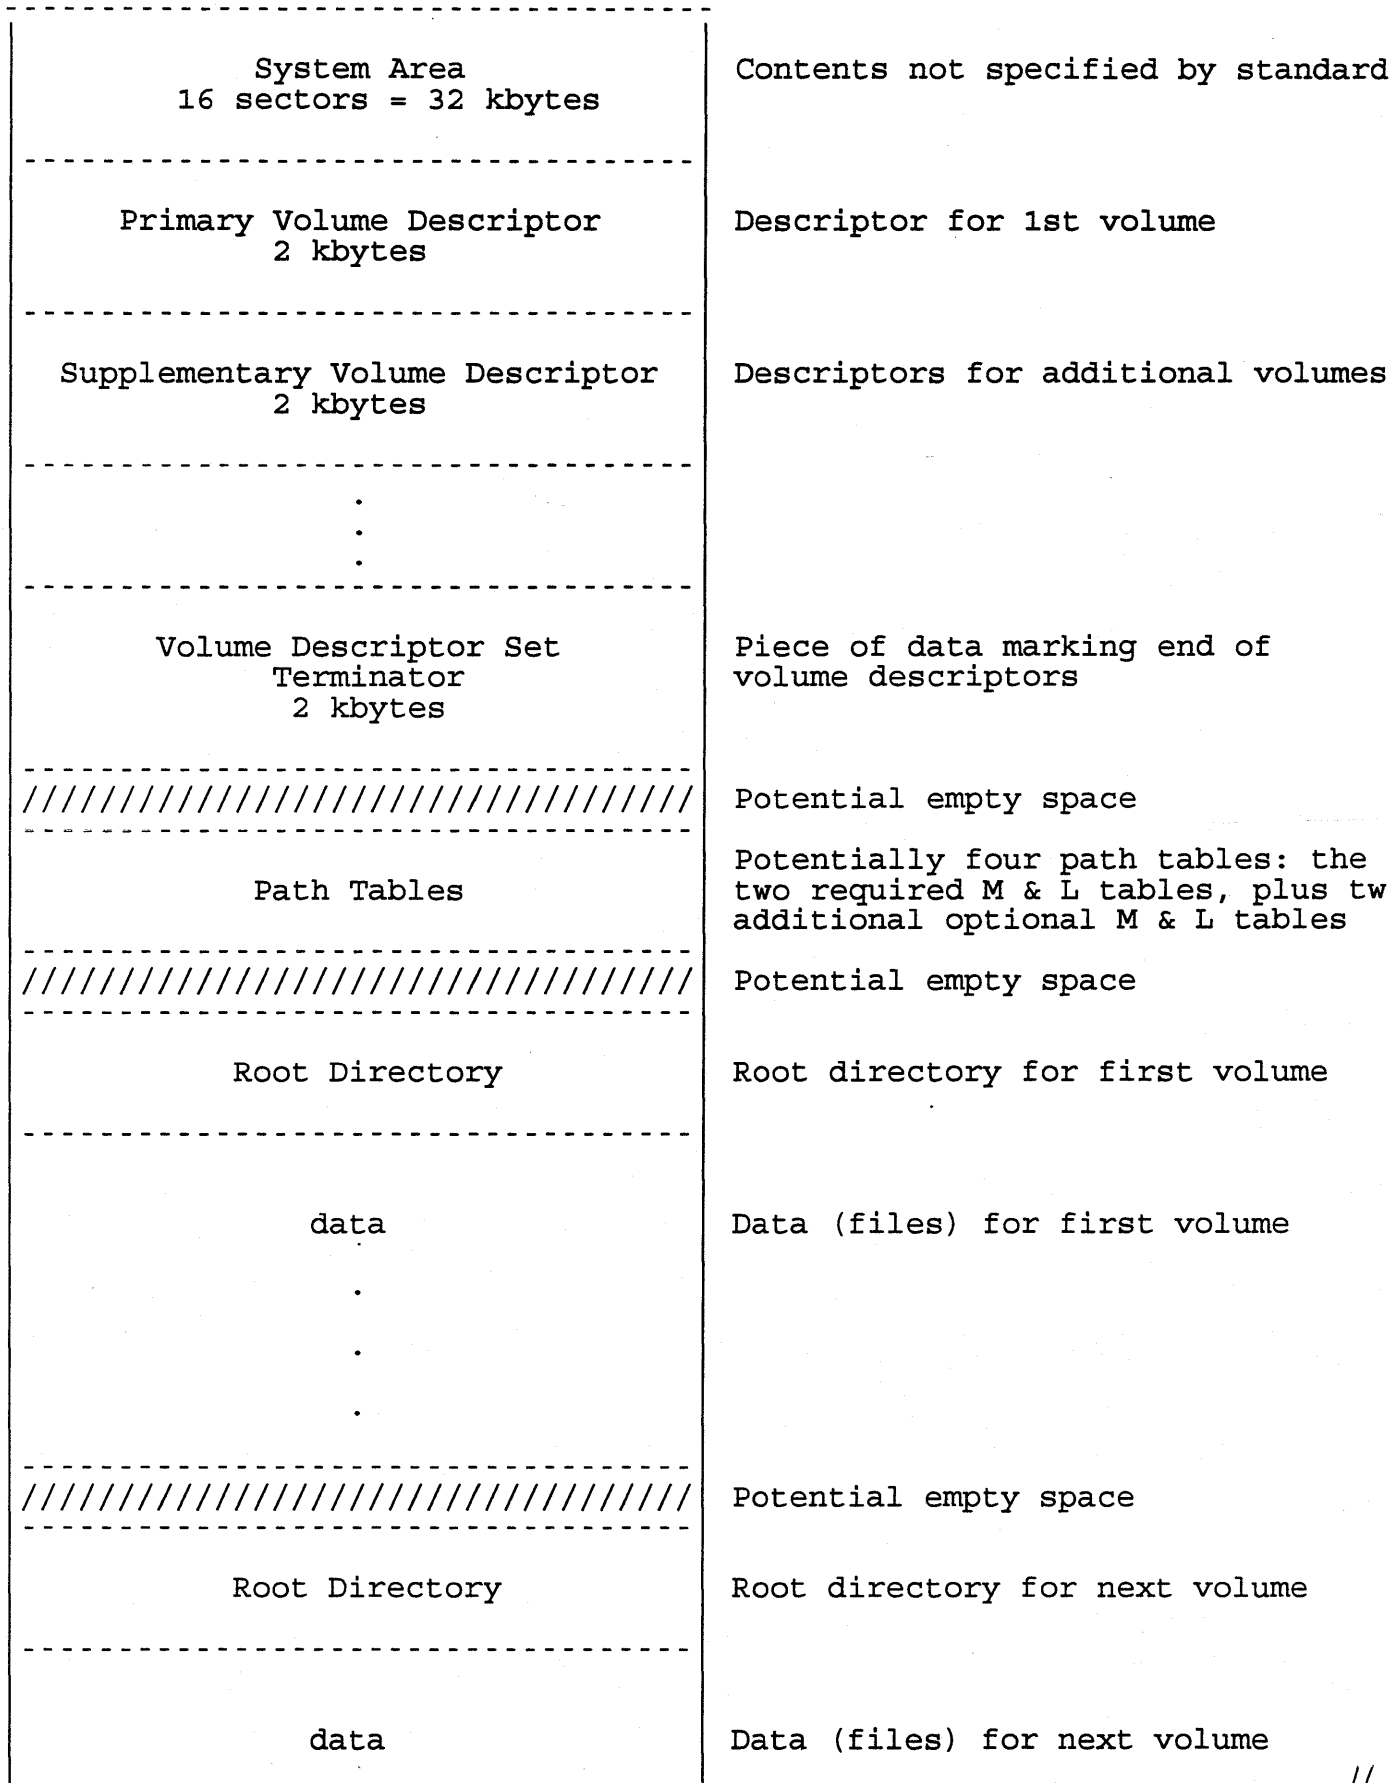 System Area
16 sectors = 32 kbytes
Contents not specified by standard
Primary Volume Descriptor
2 kbytes
Descriptor for 1st volume
Supplementary Volume Descriptor
2 kbytes
Descriptors for additional volumes
.
.
.
Volume Descriptor Set
Terminator
2 kbytes
Piece of data marking end of
volume descriptors
///////////////////////////////////
Potential empty space
Path Tables
Potentially four path tables: the
two required M & L tables, plus tw
additional optional M & L tables
///////////////////////////////////
Potential empty space
Root Directory
Root directory for first volume
data
Data (files) for first volume
.
.
.
///////////////////////////////////
Potential empty space
Root Directory
Root directory for next volume
data
Data (files) for next volume